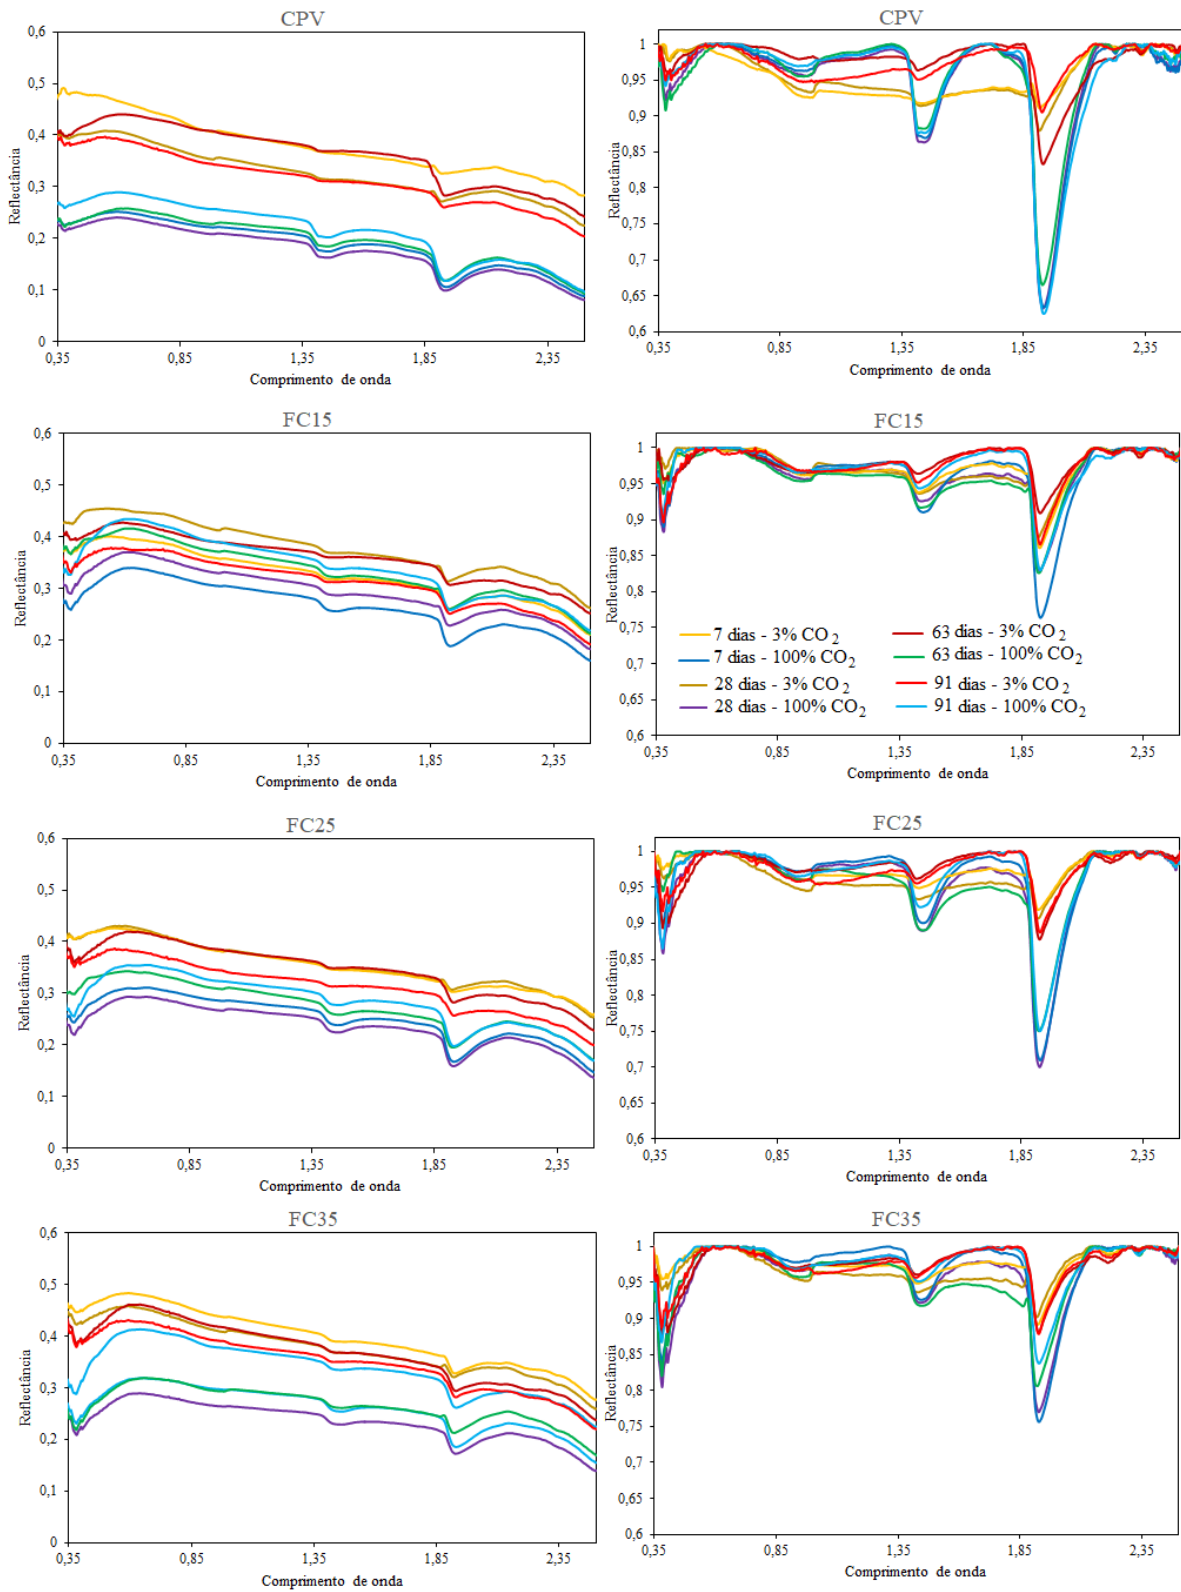 CPV
0,6
0,5
0,4
0,3
0,2
0,1
0
Reflectância
0,35 0,85 1,35 1,85 2,35
Comprimento de onda
CPV
1
0,95
0,9
0,85
0,8
0,75
0,7
0,65
0,6
Reflectância
0,35 0,85 1,35 1,85 2,35
Comprimento de onda
FC15
0,6
0,5
0,4
0,3
0,2
0,1
0
Reflectância
0,35 0,85 1,35 1,85 2,35
Comprimento de onda
FC15
1
0,95
0,9
0,85
0,8
0,75
0,7
0,65
0,6
Reflectância
7 dias - 3% CO2 63 dias - 3% CO2
7 dias - 100% CO2 63 dias - 100% CO2
28 dias - 3% CO2 91 dias - 3% CO2
28 dias - 100% CO2 91 dias - 100% CO2
0,35 0,85 1,35 1,85 2,35
Comprimento de onda
FC25
0,6
0,5
0,4
0,3
0,2
0,1
0
Reflectância
0,35 0,85 1,35 1,85 2,35
Comprimento de onda
FC25
1
0,95
0,9
0,85
0,8
0,75
0,7
0,65
0,6
Reflectância
0,35 0,85 1,35 1,85 2,35
Comprimento de onda
FC35
0,6
0,5
0,4
0,3
0,2
0,1
0
Reflectância
0,35 0,85 1,35 1,85 2,35
Comprimento de onda
FC35
1
0,95
0,9
0,85
0,8
0,75
0,7
0,65
0,6
Reflectância
0,35 0,85 1,35 1,85 2,35
Comprimento de onda